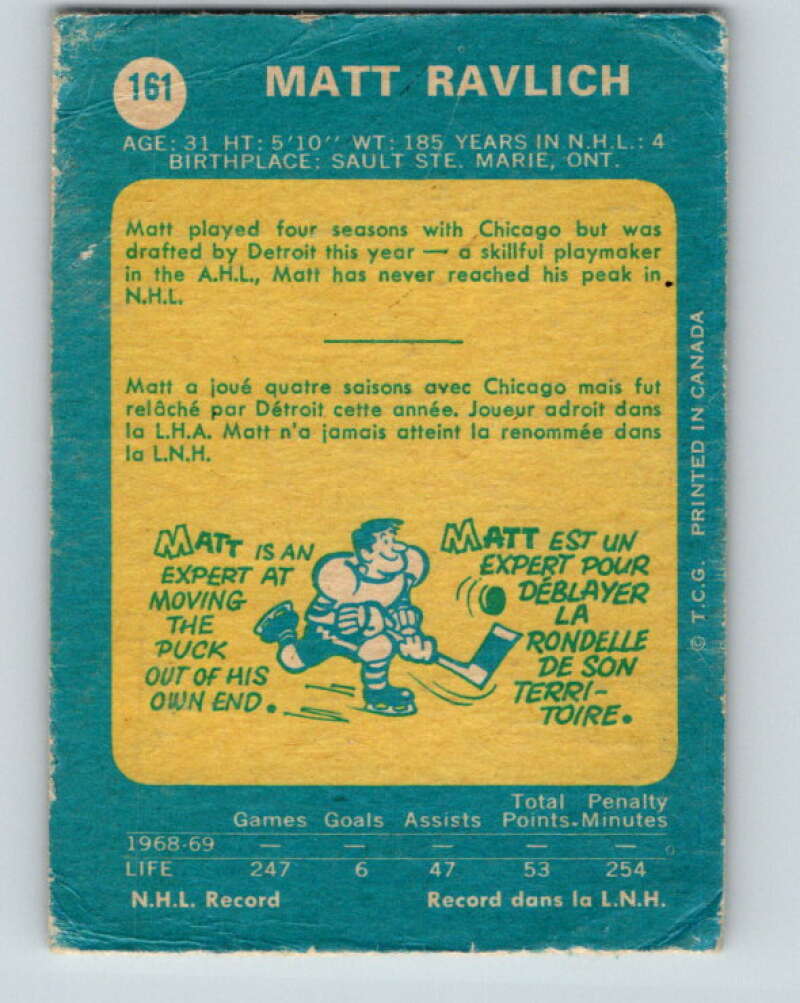 161 MATT RAVLICH
AGE: 31 HT: 5'10'' WT: 185 YEARS IN N.H.L.: 4
BIRTHPLACE: SAULT STE. MARIE, ONT.
Matt played four seasons with Chicago but was
drafted by Detroit this year — a skillful playmaker
in the A.H.L., Matt has never reached his peak in
N.H.L.
Matt a joué quatre saisons avec Chicago mais fut
relâché par Détroit cette année. Joueur adroit dans
la L.H.A. Matt n'a jamais atteint la renommée dans
la L.N.H.
MATT IS AN
EXPERT AT
MOVING
THE
PUCK
OUT OF HIS
OWN END.
MATT EST UN
EXPERT POUR
DÉBLAYER
LA
RONDELLE
DE SON
TERRI-
TOIRE.
© T.C.G. PRINTED IN CANADA
Games Goals Assists Total Points Penalty Minutes
1968-69 — — — — —
LIFE 247 6 47 53 254
N.H.L. Record Record dans la L.N.H.